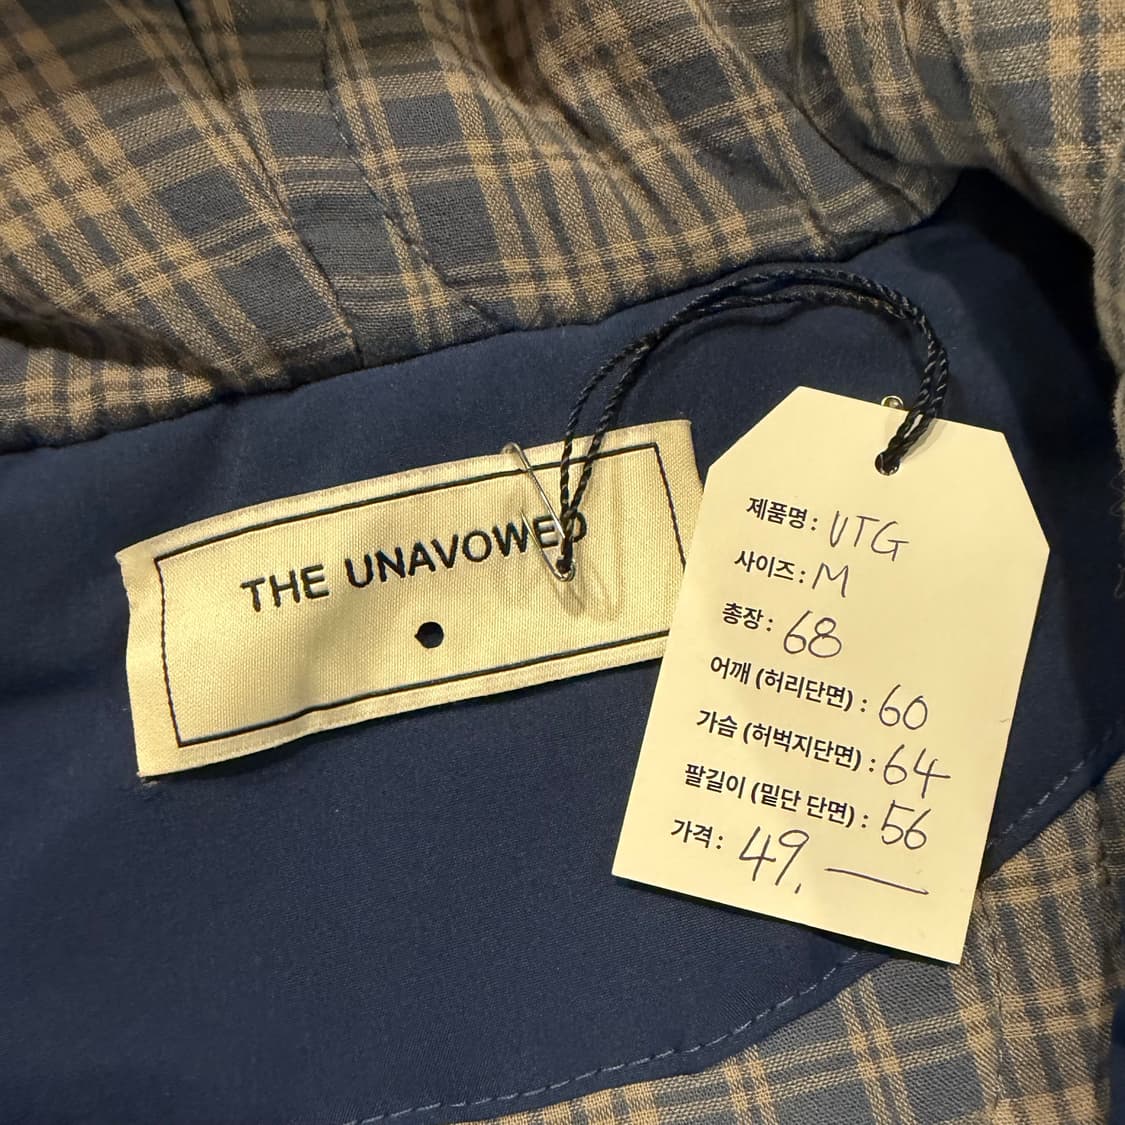 THE UNAVOWED
제품명: VTG
사이즈: M
총장: 68
어깨 (허리단면) : 60
가슴 (허벅지단면) : 64
팔길이 (밑단 단면) : 56
가격: 49.—